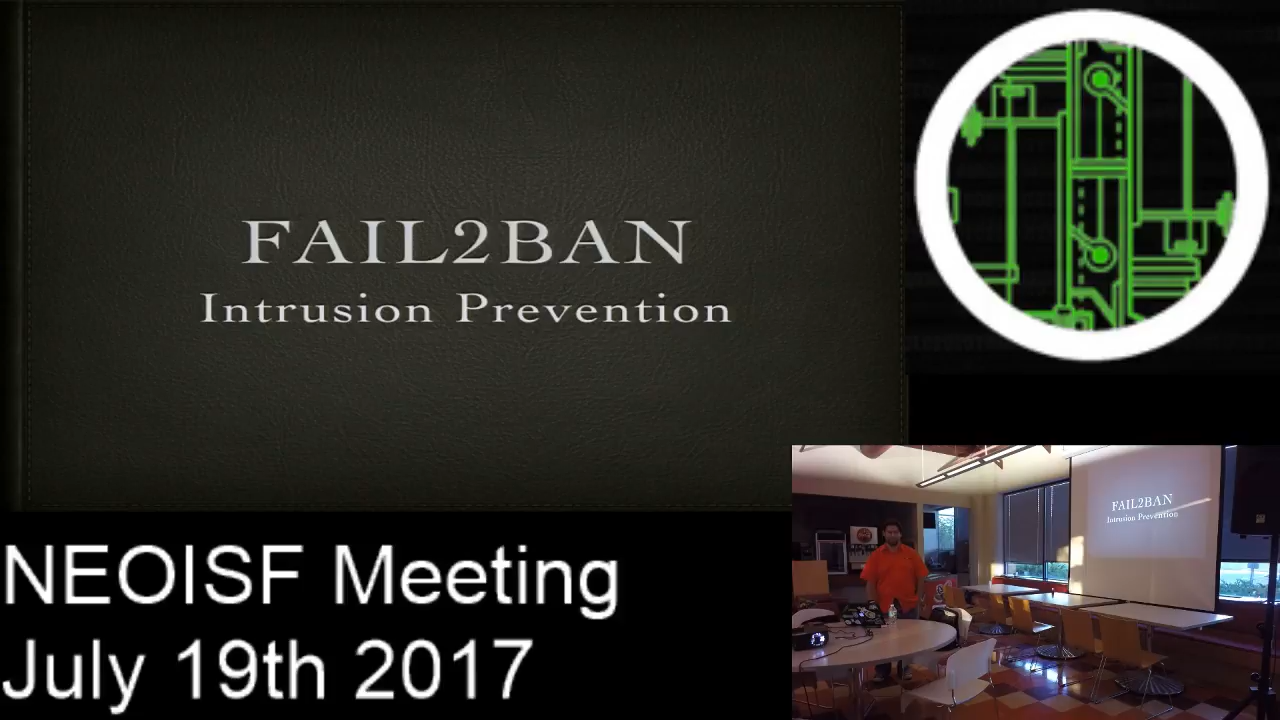 FAIL2BAN
Intrusion Prevention
NEOISF Meeting
July 19th 2017
FAIL2BAN
Intrusion Prevention